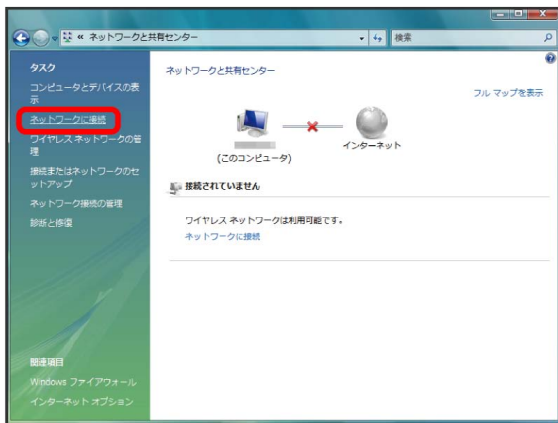 « ネットワークと共有センター
検索
タスク
コンピュータとデバイスの表
示
ネットワークに接続
ワイヤレス ネットワークの管
理
接続またはネットワークのセ
ットアップ
ネットワーク接続の管理
診断と修復
関連項目
Windows ファイアウォール
インターネット オプション
ネットワークと共有センター
フル マップを表示
(このコンピュータ)
インターネット
接続されていません
ワイヤレス ネットワークは利用可能です。
ネットワークに接続